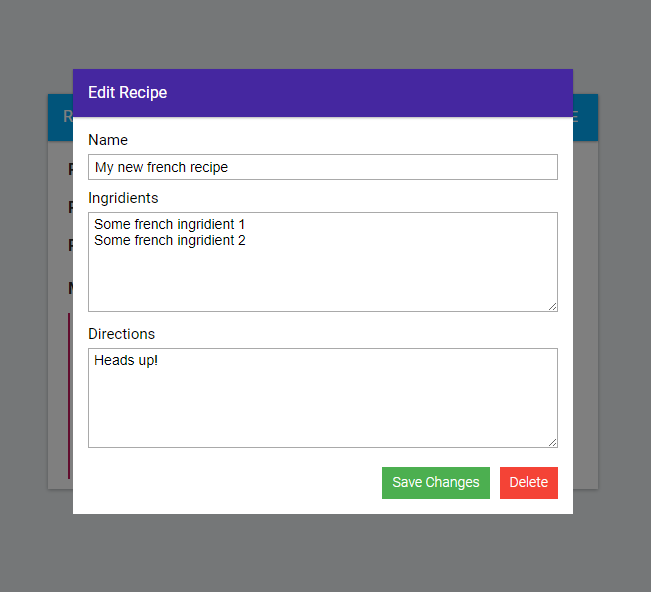 Edit Recipe
Name
My new french recipe
Ingridients
Some french ingridient 1
Some french ingridient 2
Directions
Heads up!
Save Changes
Delete